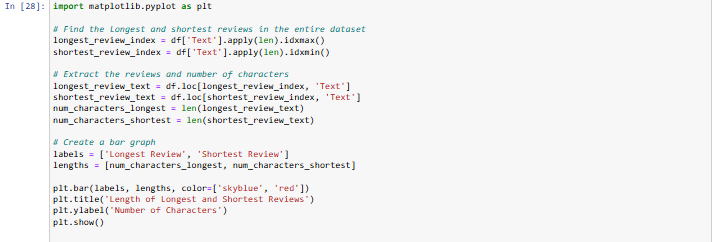 In [28]: import matplotlib.pyplot as plt
# Find the Longest and shortest reviews in the entire dataset
longest_review_index = df['Text'].apply(len).idxmax()
shortest_review_index = df['Text'].apply(len).idxmin()
# Extract the reviews and number of characters
longest_review_text = df.loc[longest_review_index, 'Text']
shortest_review_text = df.loc[shortest_review_index, 'Text']
num_characters_longest = len(longest_review_text)
num_characters_shortest = len(shortest_review_text)
# Create a bar graph
labels = ['Longest Review', 'Shortest Review']
lengths = [num_characters_longest, num_characters_shortest]
plt.bar(labels, lengths, color=['skyblue', 'red'])
plt.title('Length of Longest and Shortest Reviews')
plt.ylabel('Number of Characters')
plt.show()